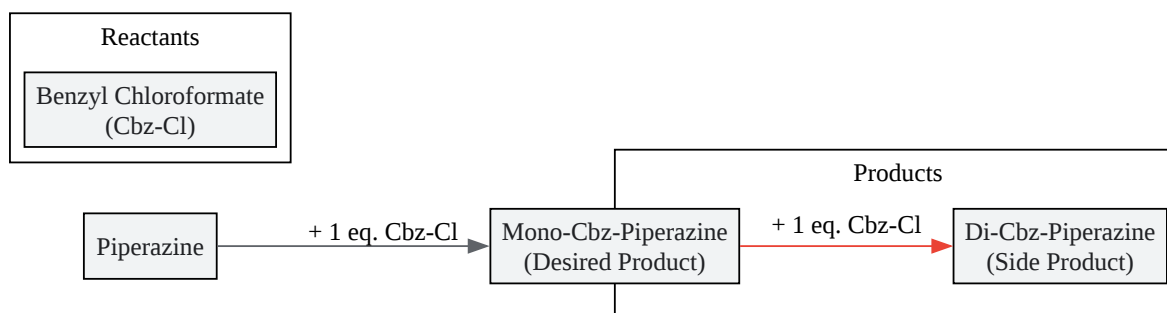 Reactants
Benzyl Chloroformate
(Cbz-Cl)
Products
Piperazine
+ 1 eq. Cbz-Cl
Mono-Cbz-Piperazine
(Desired Product)
+ 1 eq. Cbz-Cl
Di-Cbz-Piperazine
(Side Product)